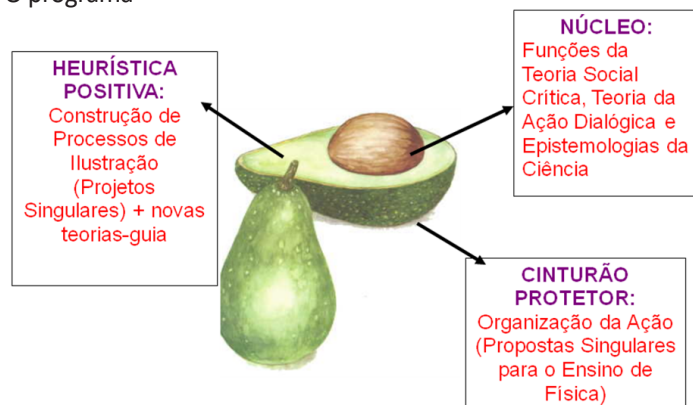 O programa
HEURÍSTICA
POSITIVA:
Construção de
Processos de
Ilustração
(Projetos
Singulares) + novas
teorias-guia
NÚCLEO:
Funções da
Teoria Social
Crítica, Teoria da
Ação Dialógica e
Epistemologias da
Ciência
CINTURÃO
PROTETOR:
Organização da Ação
(Propostas Singulares
para o Ensino de
Física)